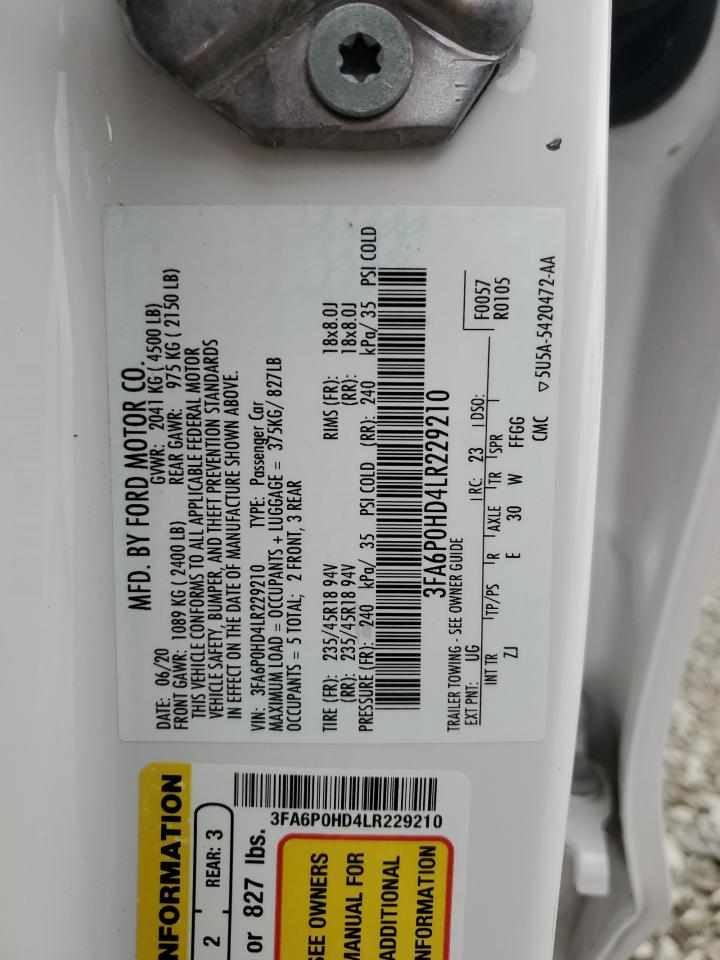 MFD. BY FORD MOTOR CO.
DATE: 06/20 GVWR: 2041 KG ( 4500 LB)
FRONT GAWR: 1089 KG (2400 LB) REAR GAWR: 975 KG ( 2150 LB)
THIS VEHICLE CONFORMS TO ALL APPLICABLE FEDERAL MOTOR
VEHICLE SAFETY, BUMPER, AND THEFT PREVENTION STANDARDS
IN EFFECT ON THE DATE OF MANUFACTURE SHOWN ABOVE.
VIN: 3FA6P0HD4LR229210 TYPE: Passenger Car
MAXIMUM LOAD = OCCUPANTS + LUGGAGE = 375KG/ 827LB
OCCUPANTS = 5 TOTAL; 2 FRONT, 3 REAR
TIRE (FR): 235/45R18 94V RIMS (FR): 18x8.0J
(RR): 235/45R18 94V (RR): 18x8.0J
PRESSURE (FR): 240 kPa/ 35 PSI COLD (RR): 240 kPa/ 35 PSI COLD
3FA6P0HD4LR229210
TRAILER TOWING - SEE OWNER GUIDE
EXT PNT: UG RC: 23 DSO: F0057
R0105
INT TR TP/PS R AXLE TR SPR
ZJ E 30 W FFGG
CMC ▽5U5A-5420472-AA
NFORMATION
2 REAR: 3
or 827 lbs.
3FA6P0HD4LR229210
SEE OWNERS
MANUAL FOR
ADDITIONAL
NFORMATION